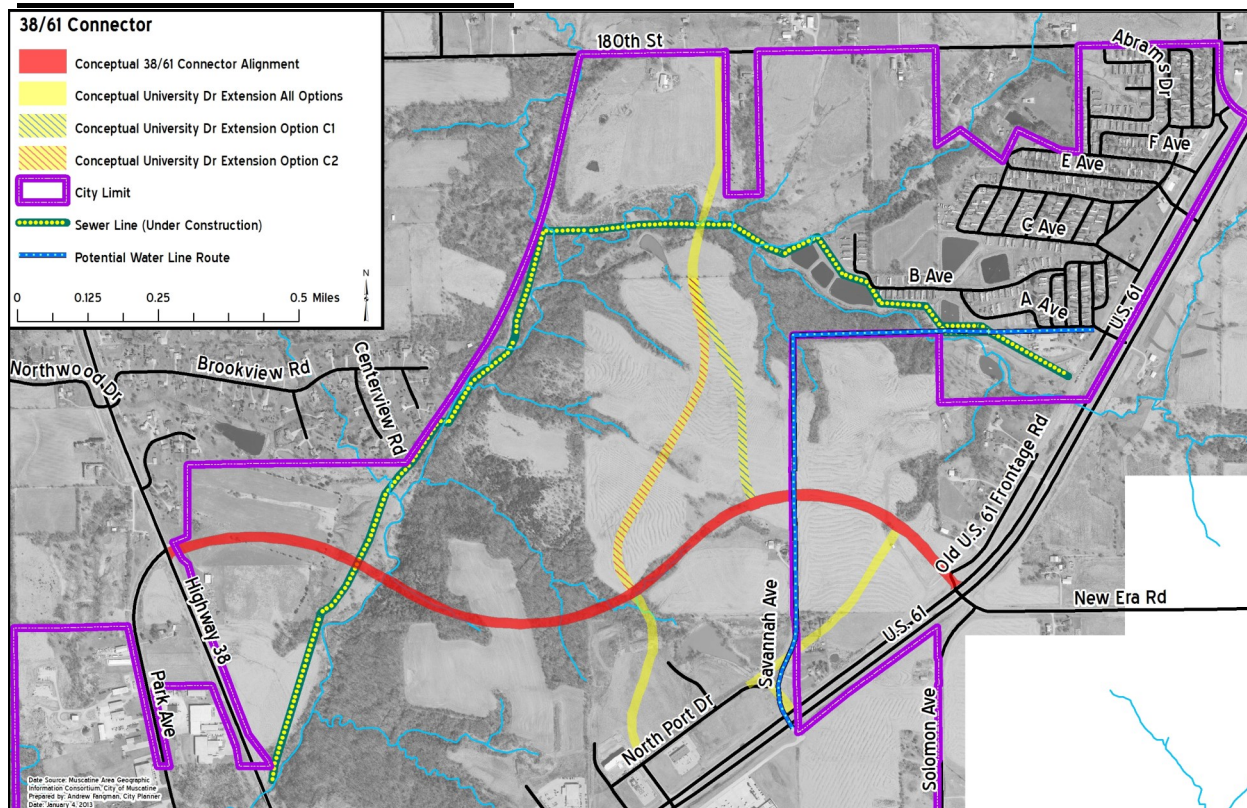 38/61 Connector
Conceptual 38/61 Connector Alignment
Conceptual University Dr Extension All Options
Conceptual University Dr Extension Option C1
Conceptual University Dr Extension Option C2
City Limit
Sewer Line (Under Construction)
Potential Water Line Route
N
0 0.125 0.25 0.5 Miles
180th St
Abrams Dr
F Ave
E Ave
C Ave
B Ave
A Ave
U.S. 61
Northwood Dr
Brookview Rd
Centerview Rd
Old U.S. 61 Frontage Rd
New Era Rd
U.S. 61
Highway 38
Savannah Ave
Park Ave
North Port Dr
Solomon Ave
Date Source: Muscatine Area Geographic
Information Consortium, City of Muscatine
Prepared by: Andrew Fangman, City Planner
Date: January 4, 2013